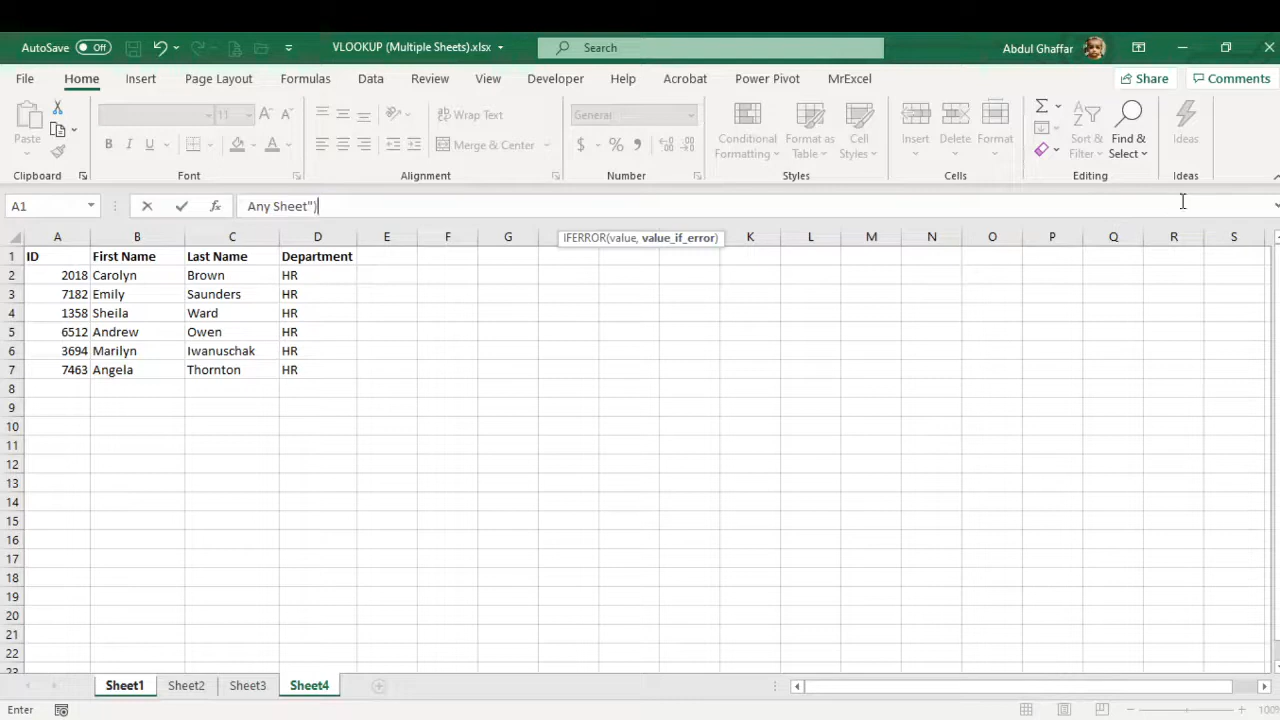 AutoSave Off VLOOKUP (Multiple Sheets).xlsx Search Abdul Ghaffar
File Home Insert Page Layout Formulas Data Review View Developer Help Acrobat Power Pivot MrExcel Share Comments
Paste 11 Wrap Text General Conditional Formatting Format as Table Cell Styles Insert Delete Format Sort & Filter Find & Select Ideas
B I U Merge & Center $ % 9
Clipboard Font Alignment Number Styles Cells Editing Ideas
A1 fx Any Sheet")
IFERROR(value, value_if_error)
A B C D E F G K L M N O P Q R S
1 ID First Name Last Name Department
2 2018 Carolyn Brown HR
3 7182 Emily Saunders HR
4 1358 Sheila Ward HR
5 6512 Andrew Owen HR
6 3694 Marilyn Iwanuschak HR
7 7463 Angela Thornton HR
8
9
10
11
12
13
14
15
16
17
18
19
20
21
22
23
Sheet1 Sheet2 Sheet3 Sheet4
Enter 100